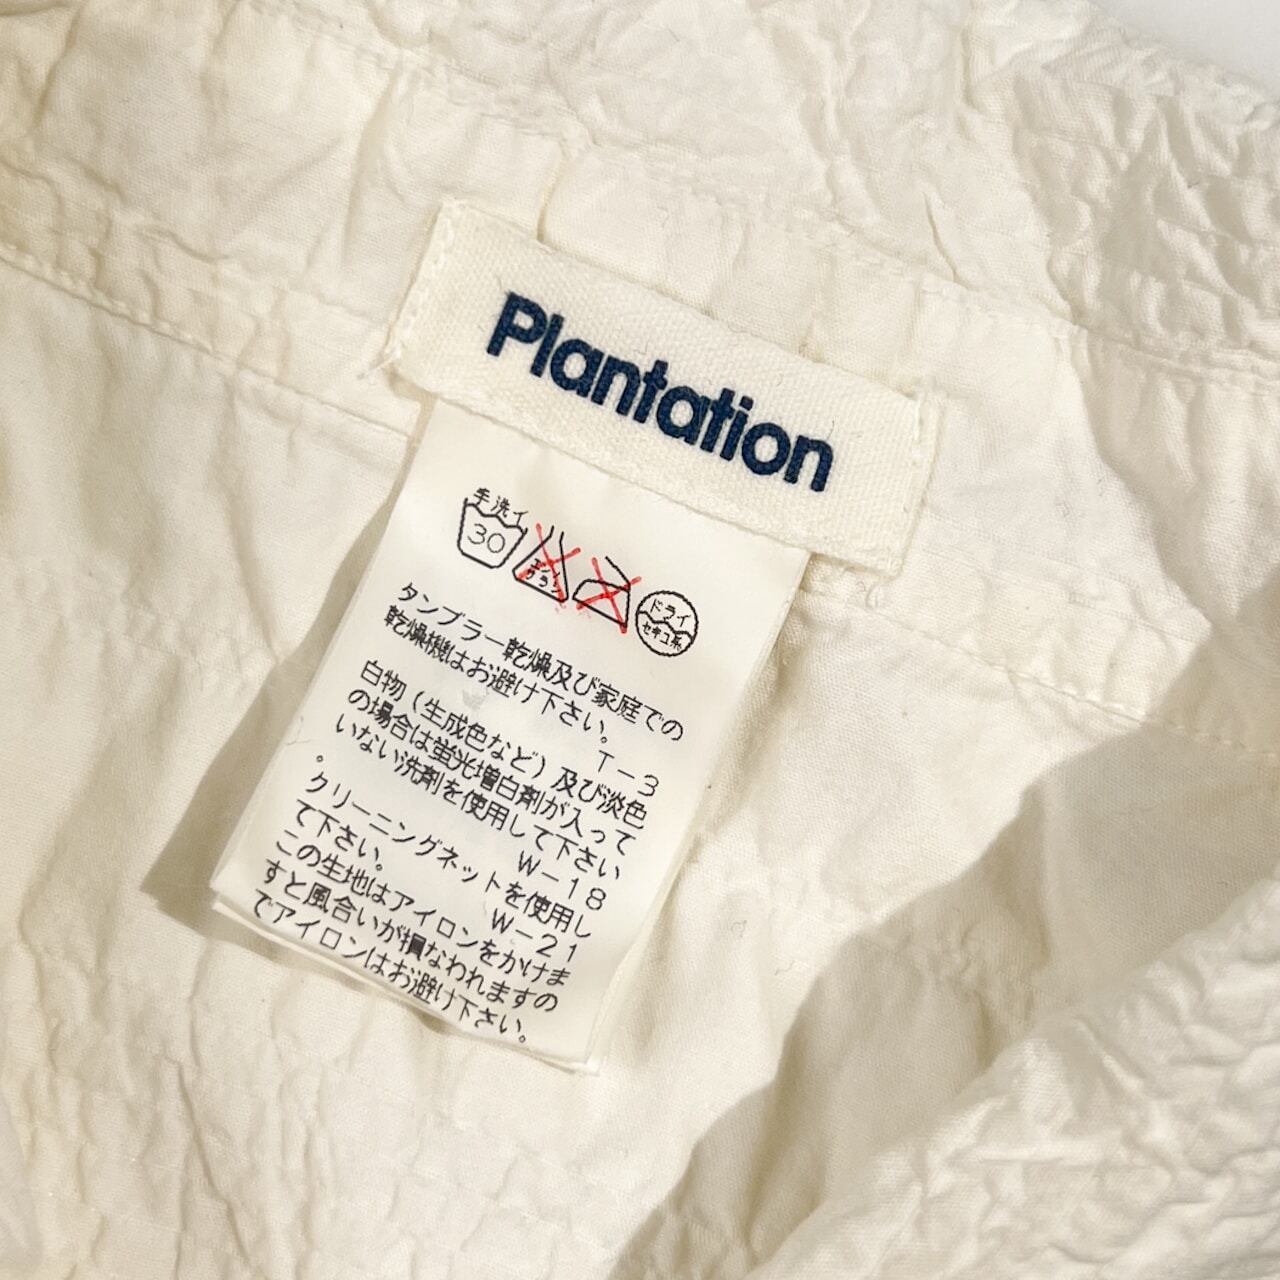 Plantation
手洗イ
30
エンソ
サラシ
ドライ
セキユ系
タンブラー乾燥及び家庭での
乾燥機はお避け下さい。
T－3
白物（生成色など）及び淡色
の場合は蛍光増白剤が入って
いない洗剤を使用して下さい
。
W－18
クリーニングネットを使用し
て下さい。
W－21
この生地はアイロンをかけま
すと風合いが損なわれますの
でアイロンはお避け下さい。